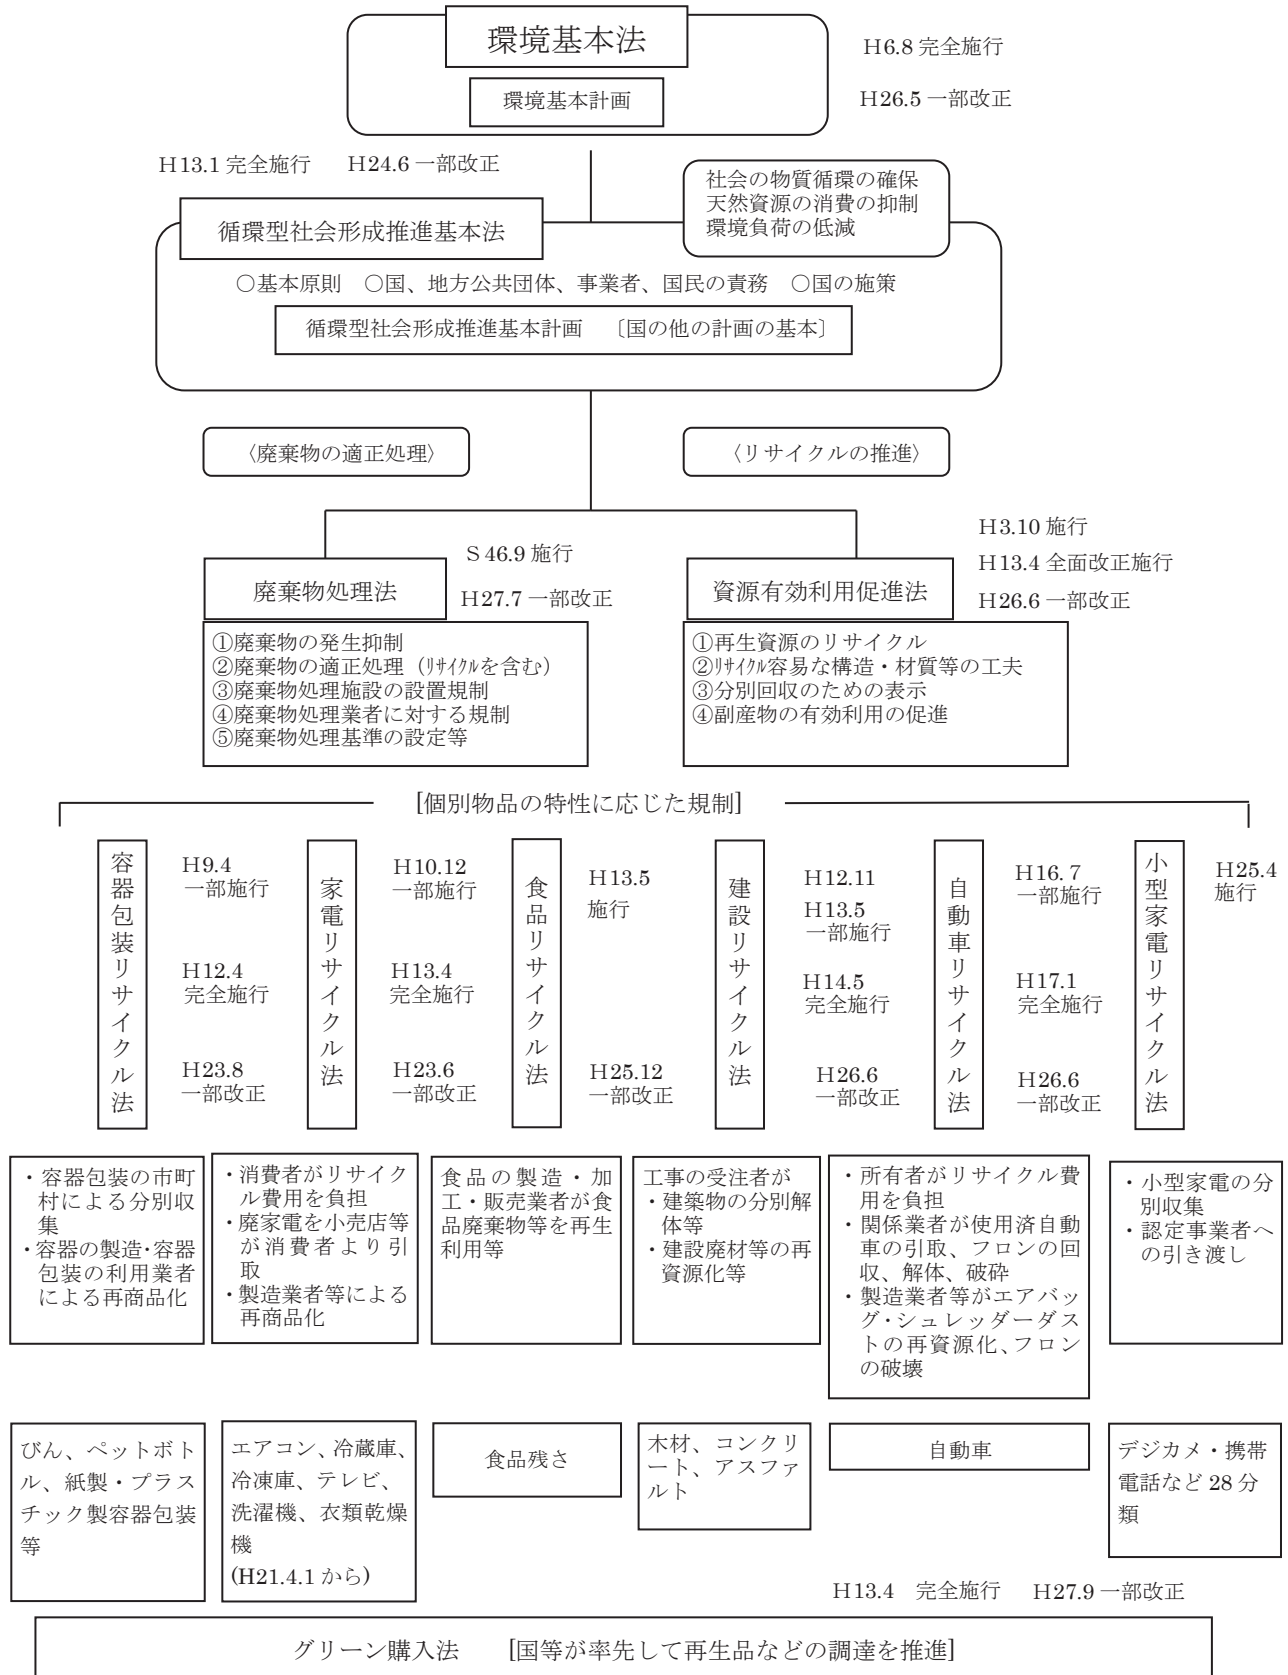 環境基本法
H6.8 完全施行
環境基本計画
H26.5 一部改正
H13.1 完全施行　H24.6 一部改正
社会の物質循環の確保
天然資源の消費の抑制
環境負荷の低減
循環型社会形成推進基本法
○基本原則　○国、地方公共団体、事業者、国民の責務　○国の施策
循環型社会形成推進基本計画　〔国の他の計画の基本〕
〈廃棄物の適正処理〉
〈リサイクルの推進〉
S46.9 施行
廃棄物処理法
H27.7 一部改正
H3.10 施行
H13.4 全面改正施行
資源有効利用促進法
H26.6 一部改正
①廃棄物の発生抑制
②廃棄物の適正処理（ﾘｻｲｸﾙを含む）
③廃棄物処理施設の設置規制
④廃棄物処理業者に対する規制
⑤廃棄物処理基準の設定等
①再生資源のリサイクル
②ﾘｻｲｸﾙ容易な構造・材質等の工夫
③分別回収のための表示
④副産物の有効利用の促進
[個別物品の特性に応じた規制]
容器包装リサイクル法
H9.4
一部施行
H12.4
完全施行
H23.8
一部改正
家電リサイクル法
H10.12
一部施行
H13.4
完全施行
H23.6
一部改正
食品リサイクル法
H13.5
施行
H25.12
一部改正
建設リサイクル法
H12.11
H13.5
一部施行
H14.5
完全施行
H26.6
一部改正
自動車リサイクル法
H16.7
一部施行
H17.1
完全施行
H26.6
一部改正
小型家電リサイクル法
H25.4
施行
・容器包装の市町
村による分別収
集
・容器の製造・容器
包装の利用業者
による再商品化
・消費者がリサイク
ル費用を負担
・廃家電を小売店等
が消費者より引
取
・製造業者等による
再商品化
食品の製造・加
工・販売業者が食
品廃棄物等を再生
利用等
工事の受注者が
・建築物の分別解
体等
・建設廃材等の再
資源化等
・所有者がリサイクル費
用を負担
・関係業者が使用済自動
車の引取、フロンの回
収、解体、破砕
・製造業者等がエアバッ
グ・シュレッダーダス
トの再資源化、フロン
の破壊
・小型家電の分
別収集
・認定事業者へ
の引き渡し
びん、ペットボト
ル、紙製・プラス
チック製容器包装
等
エアコン、冷蔵庫、
冷凍庫、テレビ、
洗濯機、衣類乾燥
機
(H21.4.1 から)
食品残さ
木材、コンクリ
ート、アスファ
ルト
自動車
デジカメ・携帯
電話など 28 分
類
H13.4　完全施行　H27.9 一部改正
グリーン購入法　[国等が率先して再生品などの調達を推進]